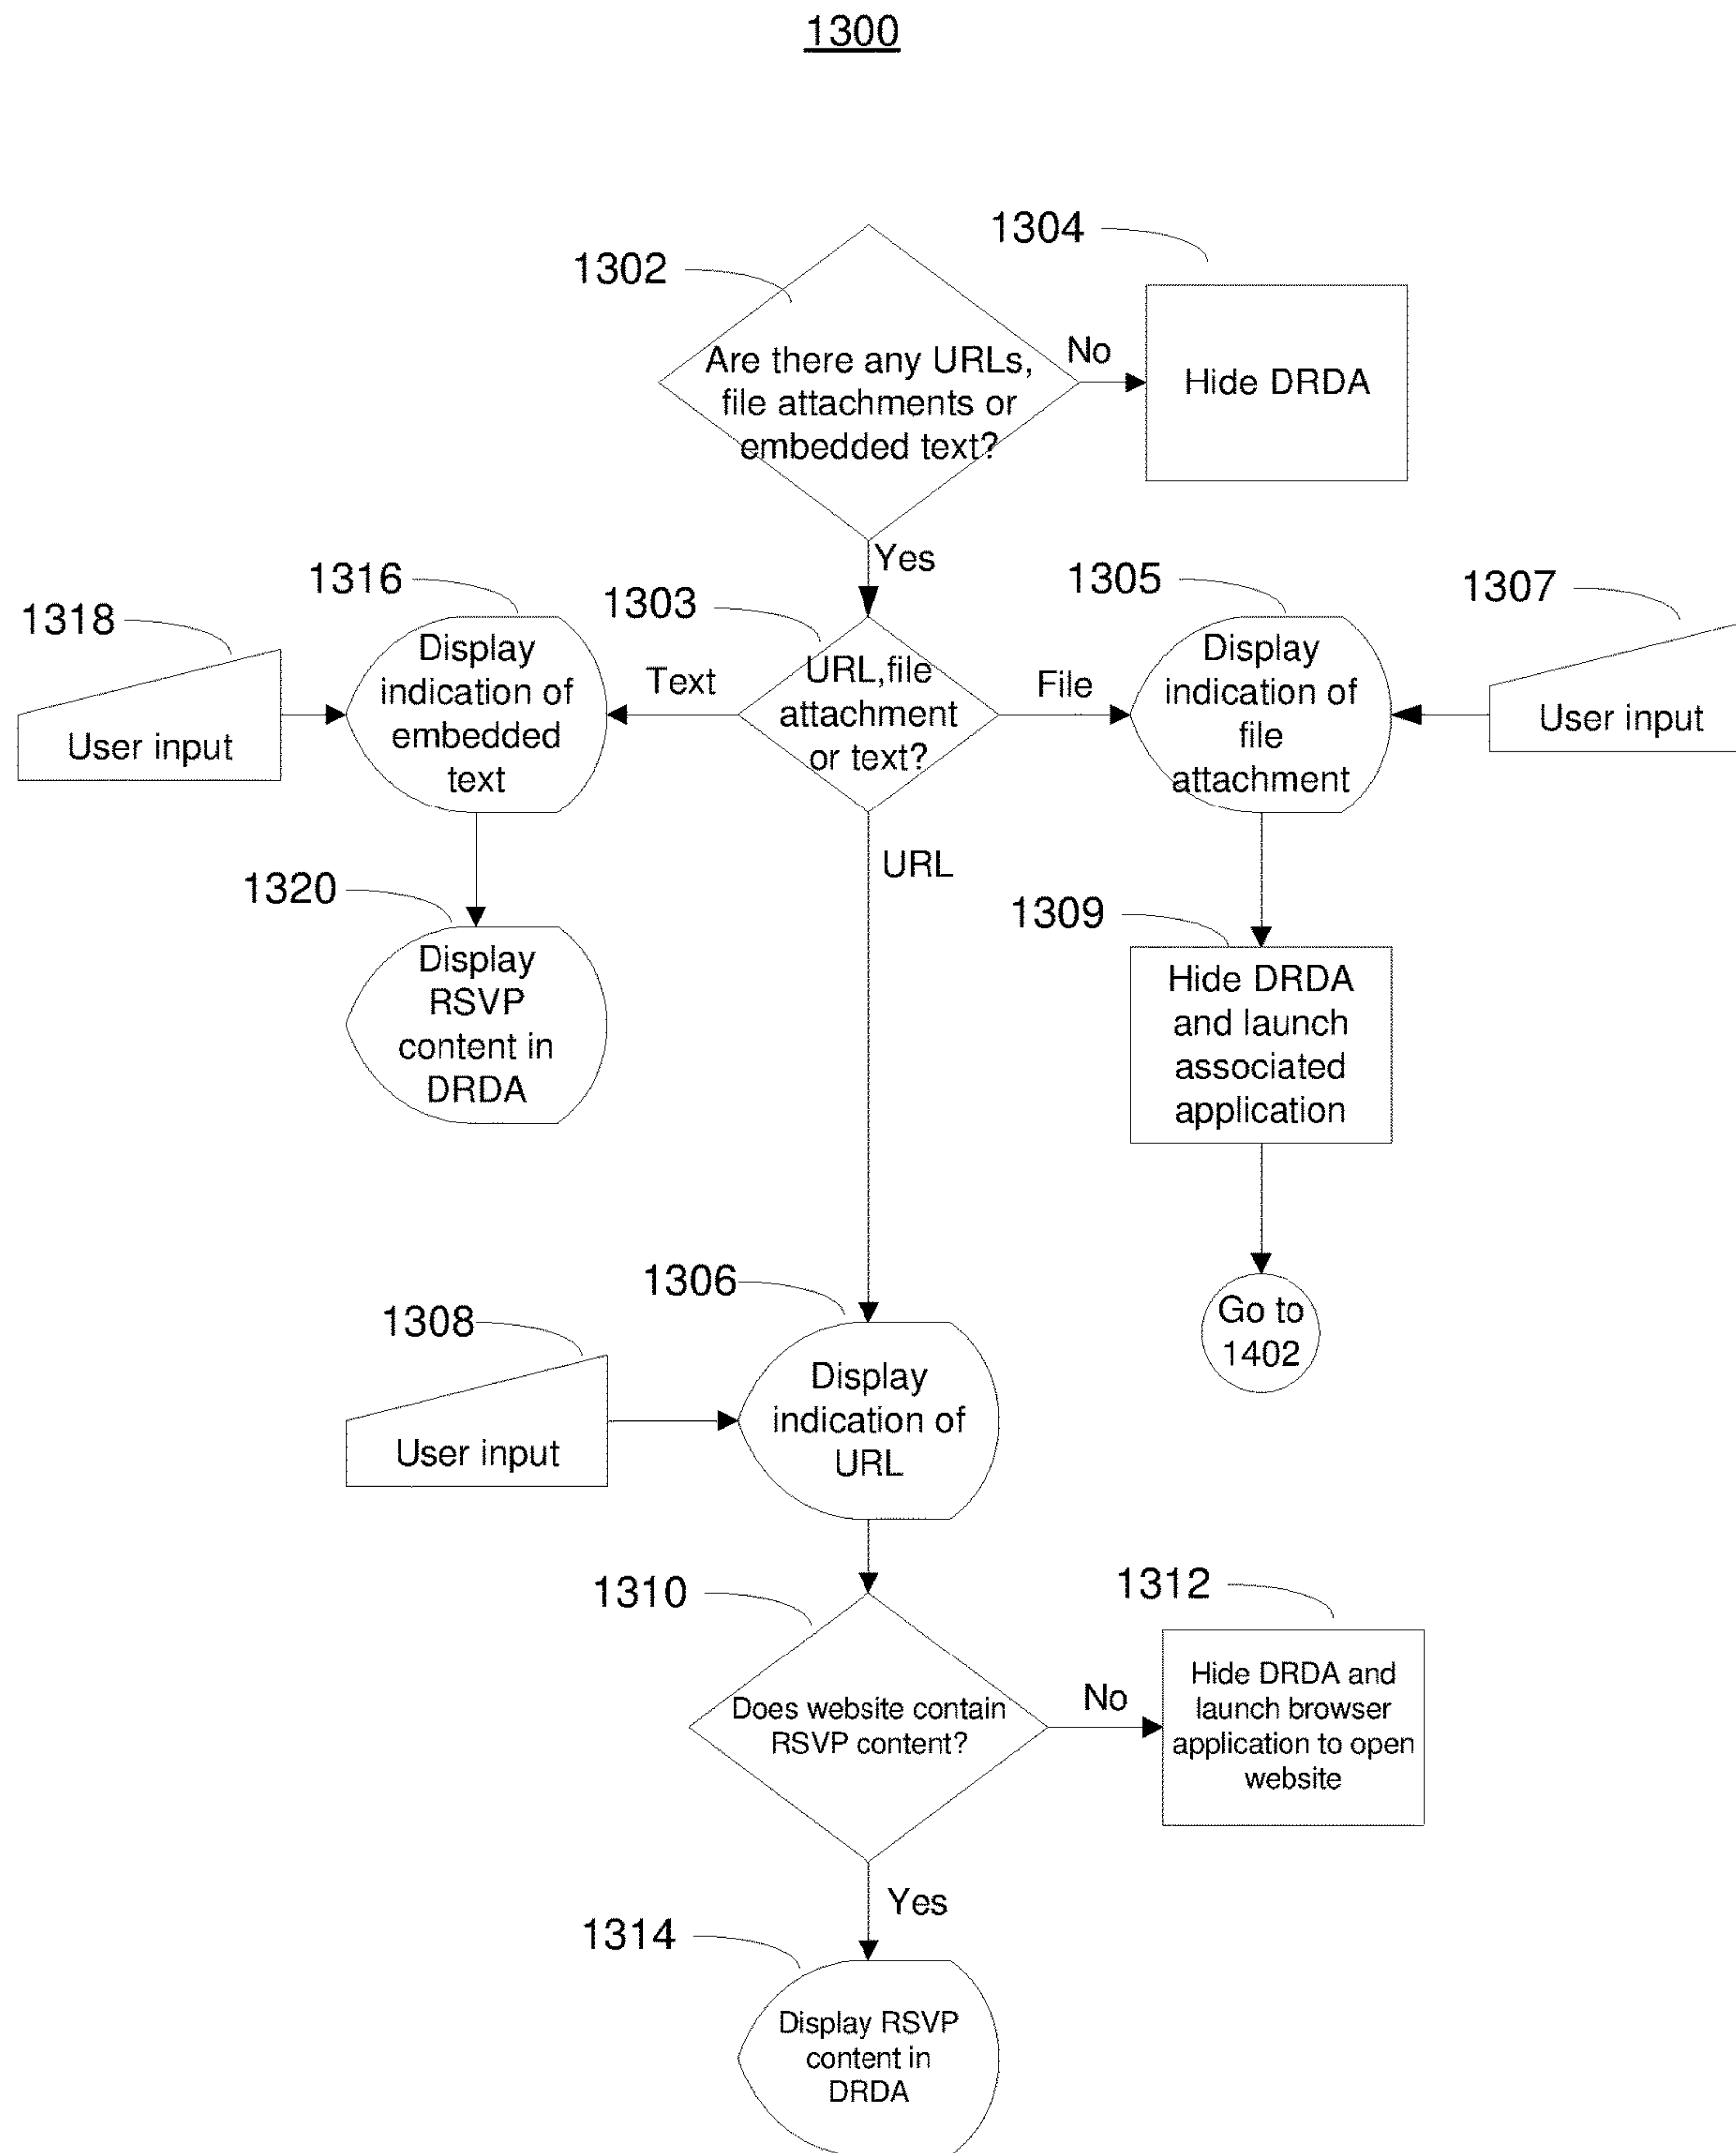 1300
1304
1302
Are there any URLs,
file attachments or
embedded text?
No
Hide DRDA
Yes
1316
1305
1307
1318
1303
Display
indication of
embedded
text
Text
URL,file
attachment
or text?
File
Display
indication of
file
attachment
User input
User input
URL
1320
1309
Display
RSVP
content in
DRDA
Hide DRDA
and launch
associated
application
1306
Go to
1402
1308
Display
indication of
URL
User input
1310
1312
Does website contain
RSVP content?
No
Hide DRDA and
launch browser
application to open
website
Yes
1314
Display RSVP
content in
DRDA